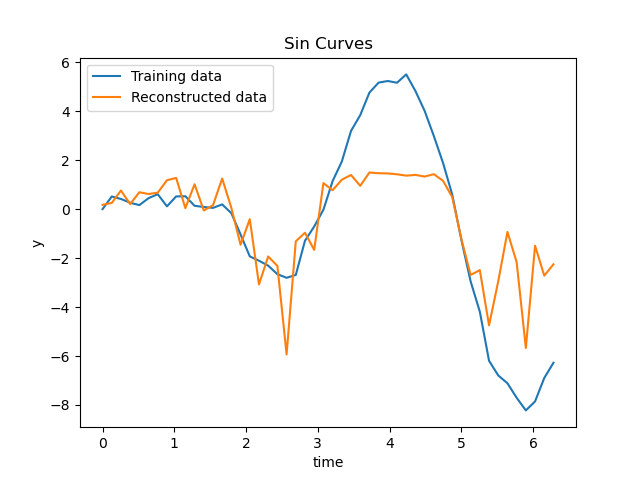 Sin Curves
Training data
Reconstructed data
6
4
2
0
−2
−4
−6
−8
y
0 1 2 3 4 5 6
time